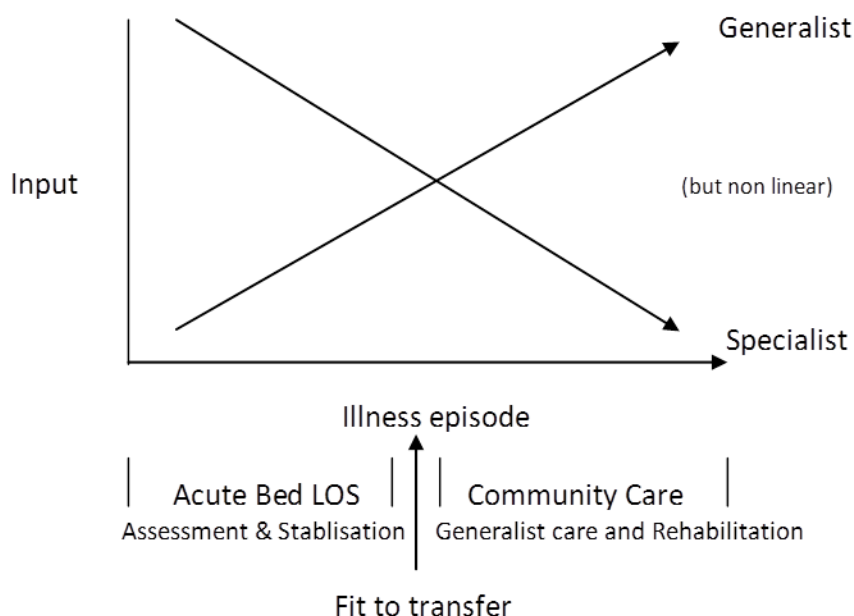 Generalist
Input
(but non linear)
Specialist
Illness episode
Acute Bed LOS
Assessment & Stablisation
Community Care
Generalist care and Rehabilitation
Fit to transfer